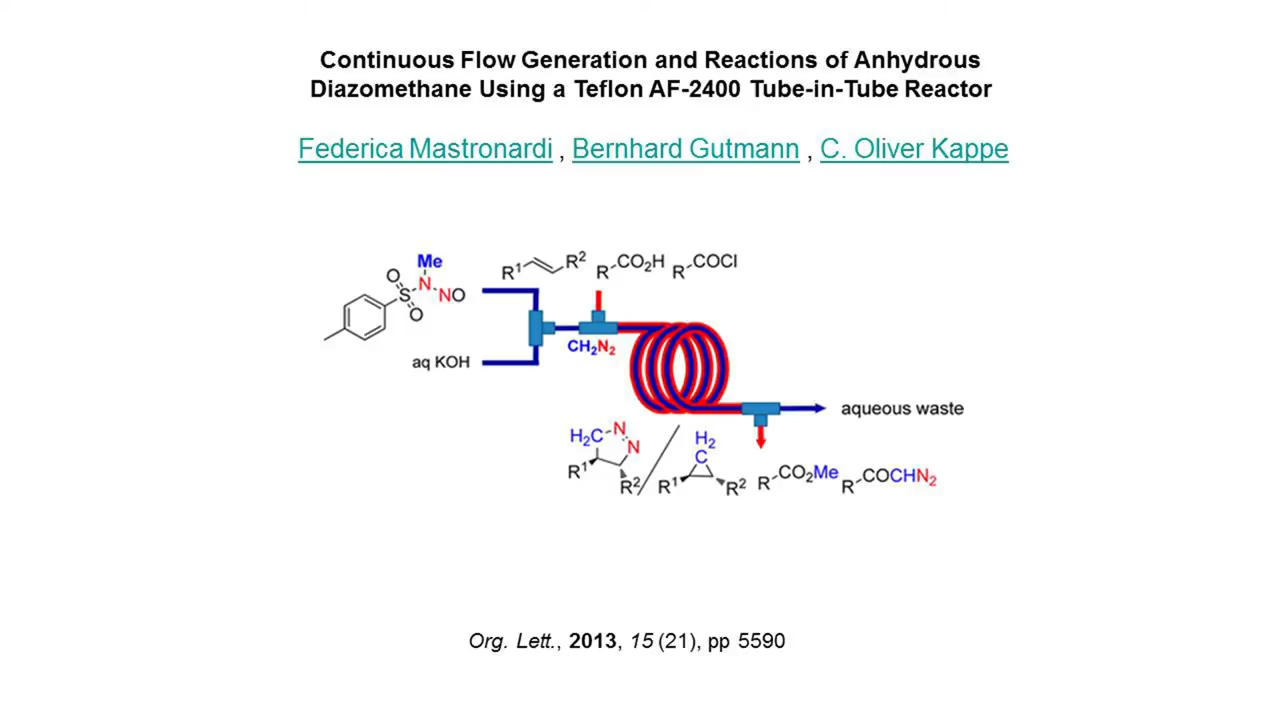 Continuous Flow Generation and Reactions of Anhydrous
Diazomethane Using a Teflon AF-2400 Tube-in-Tube Reactor
Federica Mastronardi , Bernhard Gutmann , C. Oliver Kappe
Me
O
N
NO
S
O
aq KOH
R1
R2
R
CO2H
R
COCl
CH2N2
aqueous waste
H2C
N
N
R1
R2
H2
C
R1
R2
R
CO2Me
R
COCHN2
Org. Lett., 2013, 15 (21), pp 5590